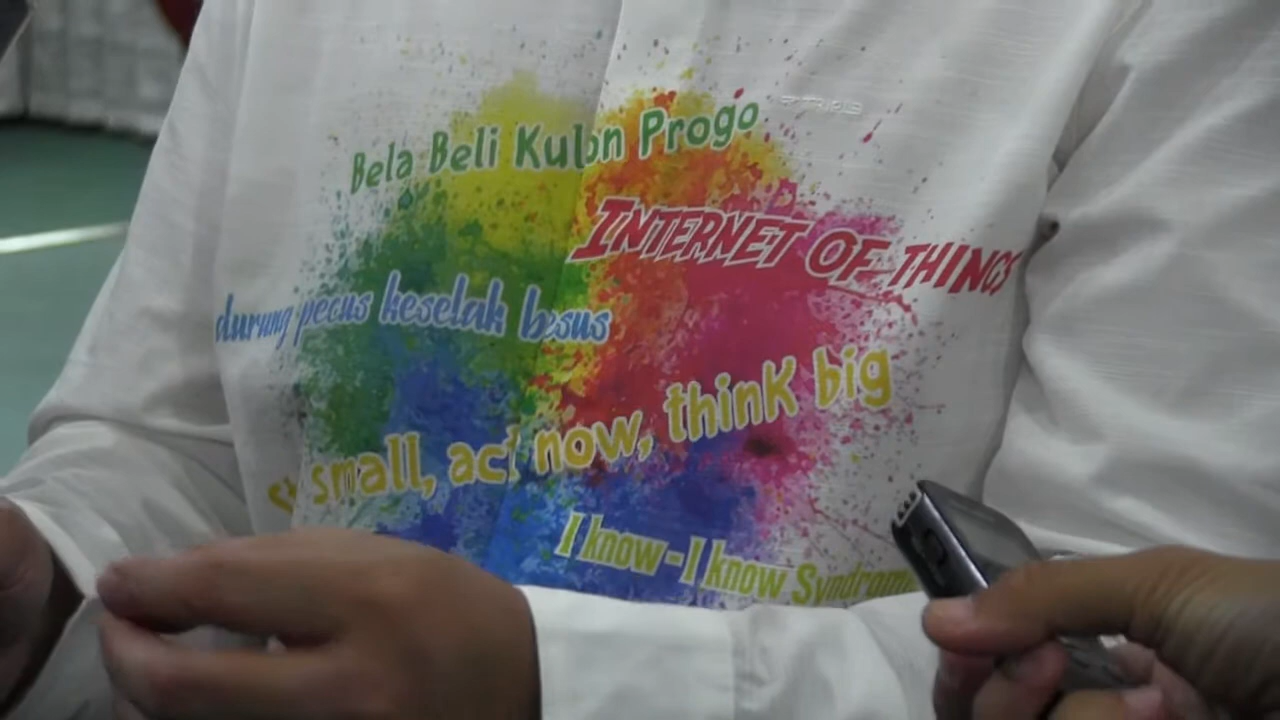 Bela Beli Kulon Progo
INTERNET OF THINGS
durung pecus keselak besus
small, act now, think big
I know-I know Syndrome